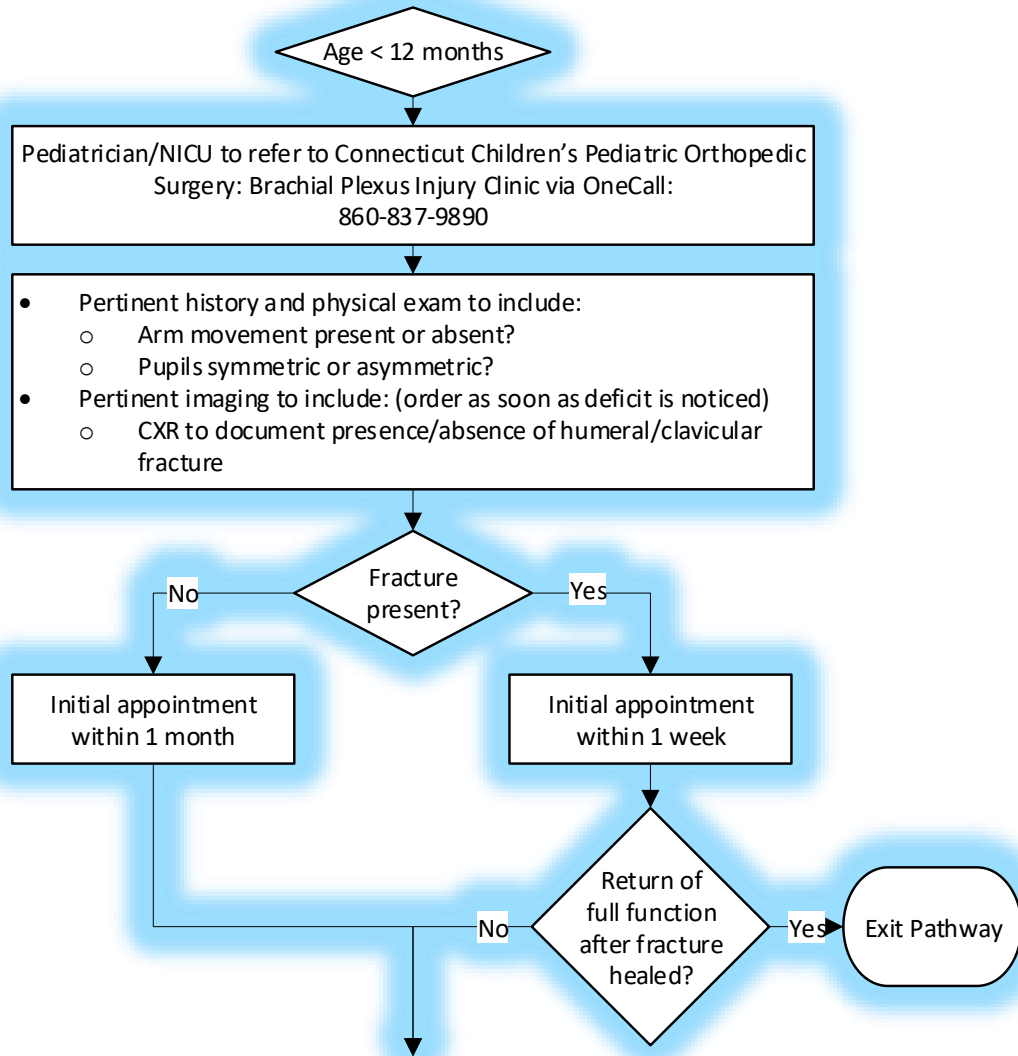 Age < 12 months
Pediatrician/NICU to refer to Connecticut Children's Pediatric Orthopedic
Surgery: Brachial Plexus Injury Clinic via OneCall:
860-837-9890
• Pertinent history and physical exam to include:
o Arm movement present or absent?
o Pupils symmetric or asymmetric?
• Pertinent imaging to include: (order as soon as deficit is noticed)
o CXR to document presence/absence of humeral/clavicular
fracture
Fracture
present?
No
Yes
Initial appointment
within 1 month
Initial appointment
within 1 week
Return of
full function
after fracture
healed?
No
Yes
Exit Pathway